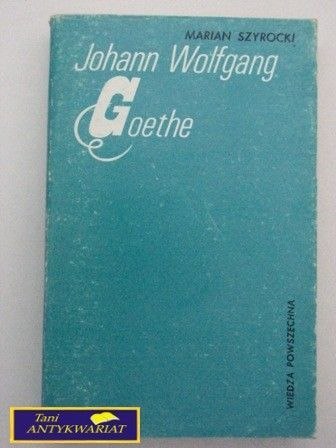 MARIAN SZYROCKI
Johann Wolfgang
Goethe
WIEDZA POWSZECHNA
Tani
ANTYKWARIAT